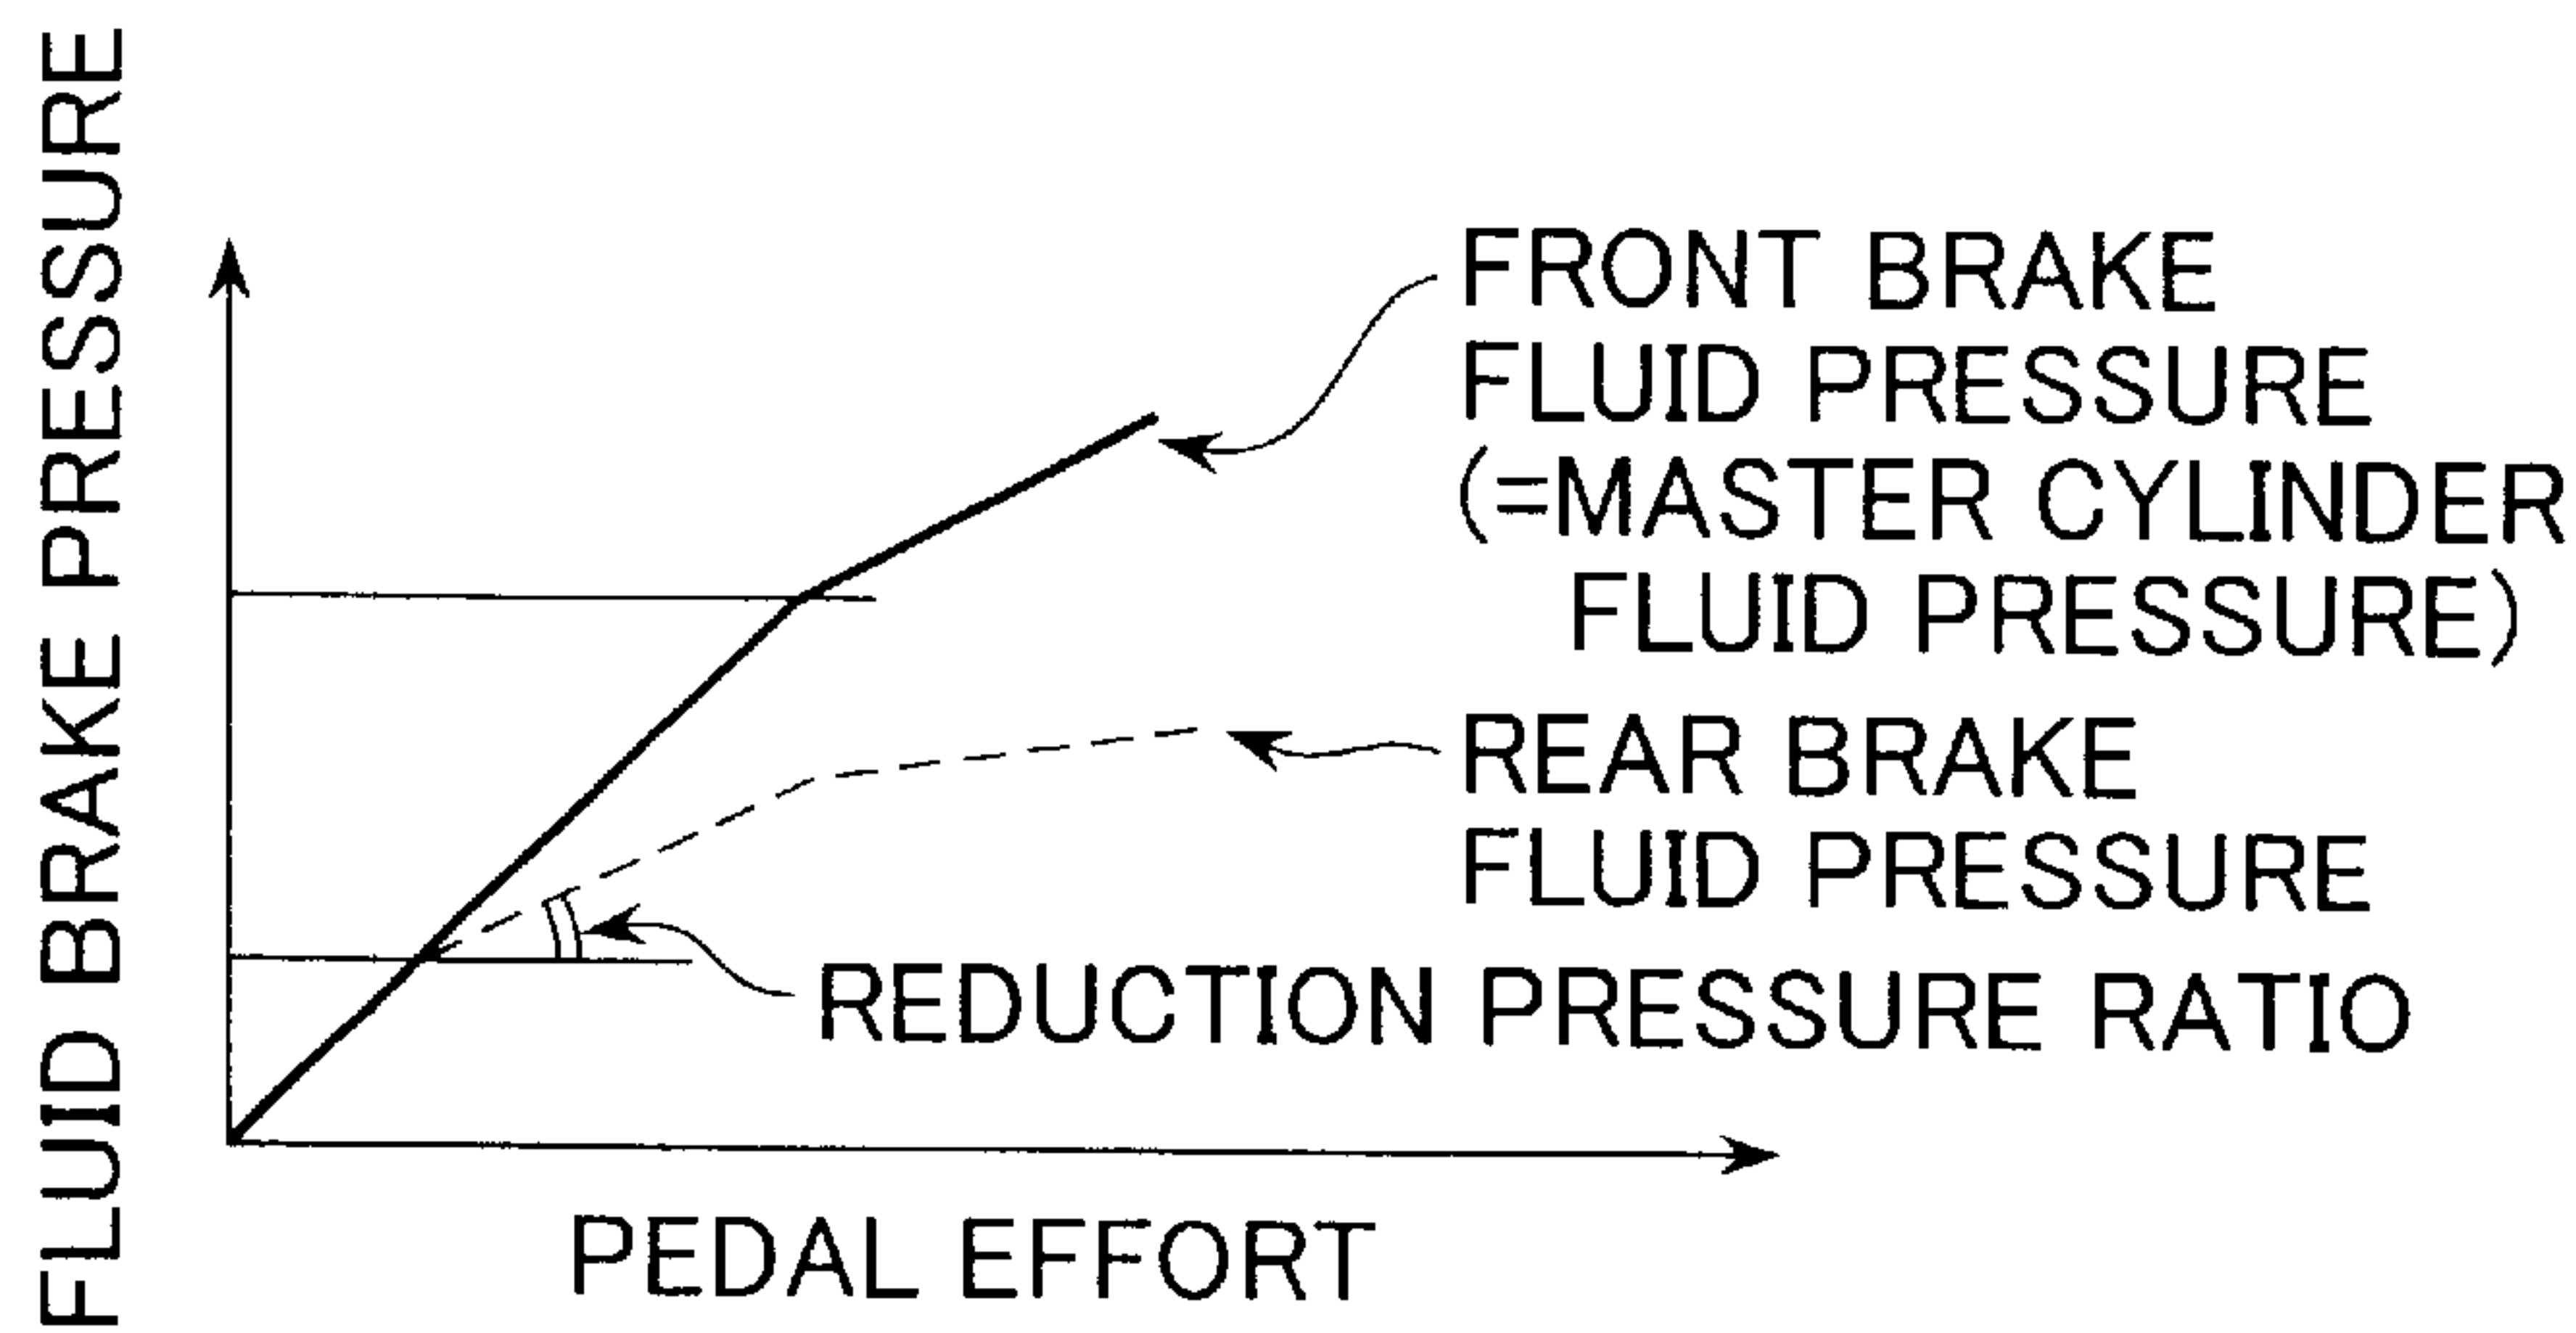 FLUID BRAKE PRESSURE
FRONT BRAKE
FLUID PRESSURE
(=MASTER CYLINDER
FLUID PRESSURE)
REAR BRAKE
FLUID PRESSURE
REDUCTION PRESSURE RATIO
PEDAL EFFORT